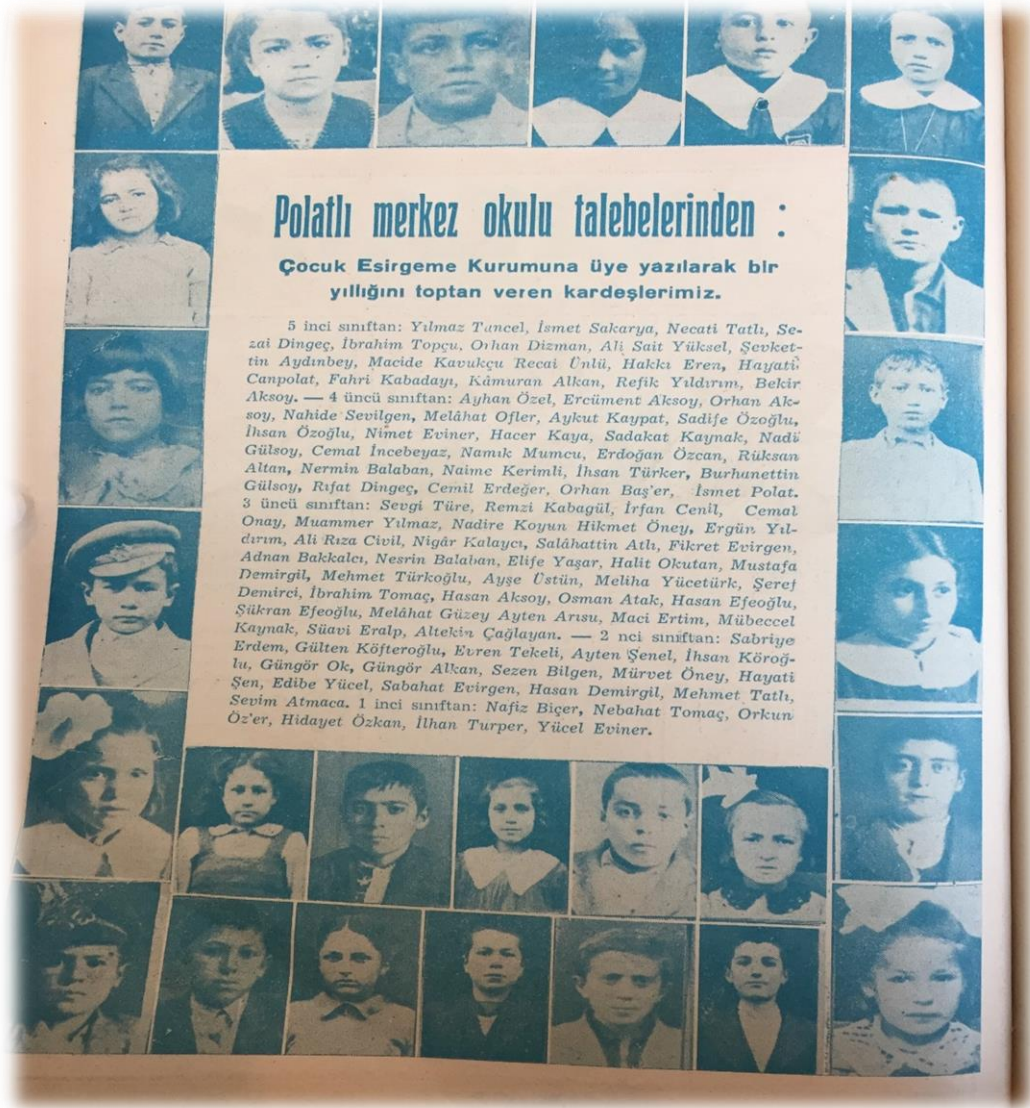 Polatlı merkez okulu talebelerinden :
Çocuk Esirgeme Kurumuna üye yazılarak bir
yıllığını toptan veren kardeşlerimiz.
5 inci sınıftan: Yılmaz Tuncel, İsmet Sakarya, Necati Tatlı, Se-
zai Dingeç, İbrahim Topçu, Orhan Dizman, Ali Sait Yüksel, Şevket-
tin Aydınbey, Macide Kavukçu Recai Ünlü, Hakkı Eren, Hayati
Canpolat, Fahri Kabadayı, Kâmuran Alkan, Refik Yıldırım, Bekir
Aksoy. — 4 üncü sınıftan: Ayhan Özel, Ercüment Aksoy, Orhan Ak-
soy, Nahide Sevilgen, Melâhat Ofler, Aykut Kaypat, Sadife Özoğlu,
İhsan Özoğlu, Nimet Eviner, Hacer Kaya, Sadakat Kaynak, Nadi
Gülsoy, Cemal İncebeyaz, Namık Mumcu, Erdoğan Özcan, Rüksan
Altan, Nermin Balaban, Naime Kerimli, İhsan Türker, Burhanettin
Gülsoy, Rıfat Dingeç, Cemil Erdeğer, Orhan Baş'er, İsmet Polat.
3 üncü sınıftan: Sevgi Türe, Remzi Kabagül, İrfan Cenil, Cemal
Onay, Muammer Yılmaz, Nadire Koyun Hikmet Öney, Ergün Yıl-
dırım, Ali Rıza Civil, Nigâr Kalaycı, Salâhattin Atlı, Fikret Evirgen,
Adnan Bakkalcı, Nesrin Balaban, Elife Yaşar, Halit Okutan, Mustafa
Demirgil, Mehmet Türkoğlu, Ayşe Üstün, Meliha Yücetürk, Şeref
Demirci, İbrahim Tomaç, Hasan Aksoy, Osman Atak, Hasan Efeoğlu,
Şükran Efeoğlu, Melâhat Güzey Ayten Arısu, Maci Ertim, Mübeccel
Kaynak, Süavi Eralp, Altekin Çağlayan. — 2 nci sınıftan: Sabriye
Erdem, Gülten Köfteroğlu, Evren Tekeli, Ayten Şenel, İhsan Köroğ-
lu, Güngör Ok, Güngör Alkan, Sezen Bilgen, Mürvet Öney, Hayati
Şen, Edibe Yücel, Sabahat Evirgen, Hasan Demirgil, Mehmet Tatlı,
Sevim Atmaca. 1 inci sınıftan: Nafiz Biçer, Nebahat Tomaç, Orkun
Öz'er, Hidayet Özkan, İlhan Turper, Yücel Eviner.